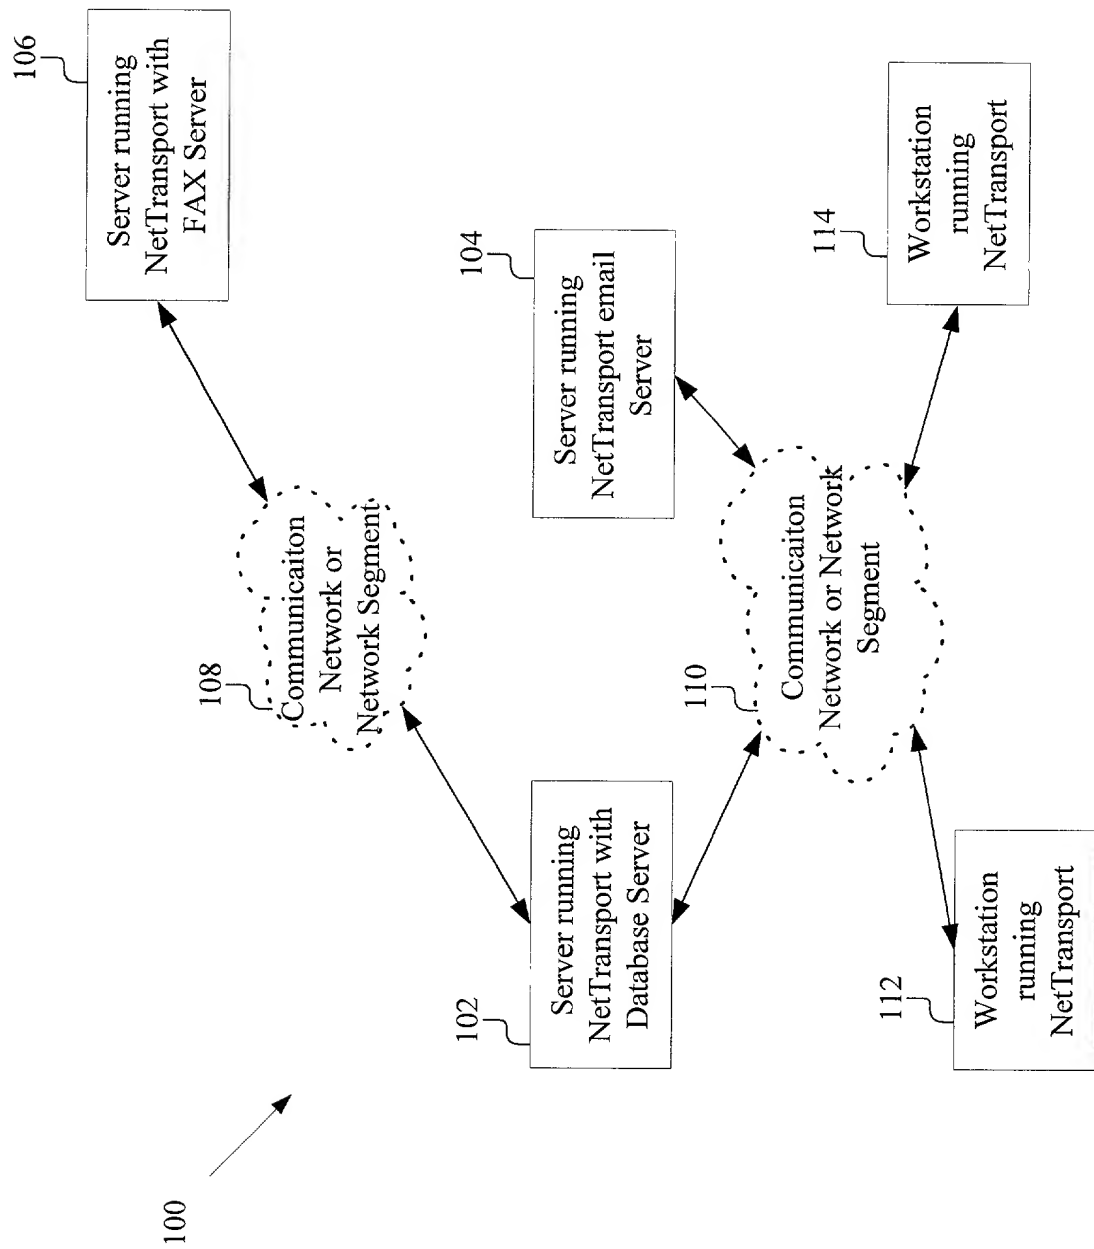 106
Server running
NetTransport with
FAX Server
108
Communicaiton
Network or
Network Segment
102
Server running
NetTransport with
Database Server
104
Server running
NetTransport email
Server
110
Communicaiton
Network or Network
Segment
112
Workstation
running
NetTransport
114
Workstation
running
NetTransport
100